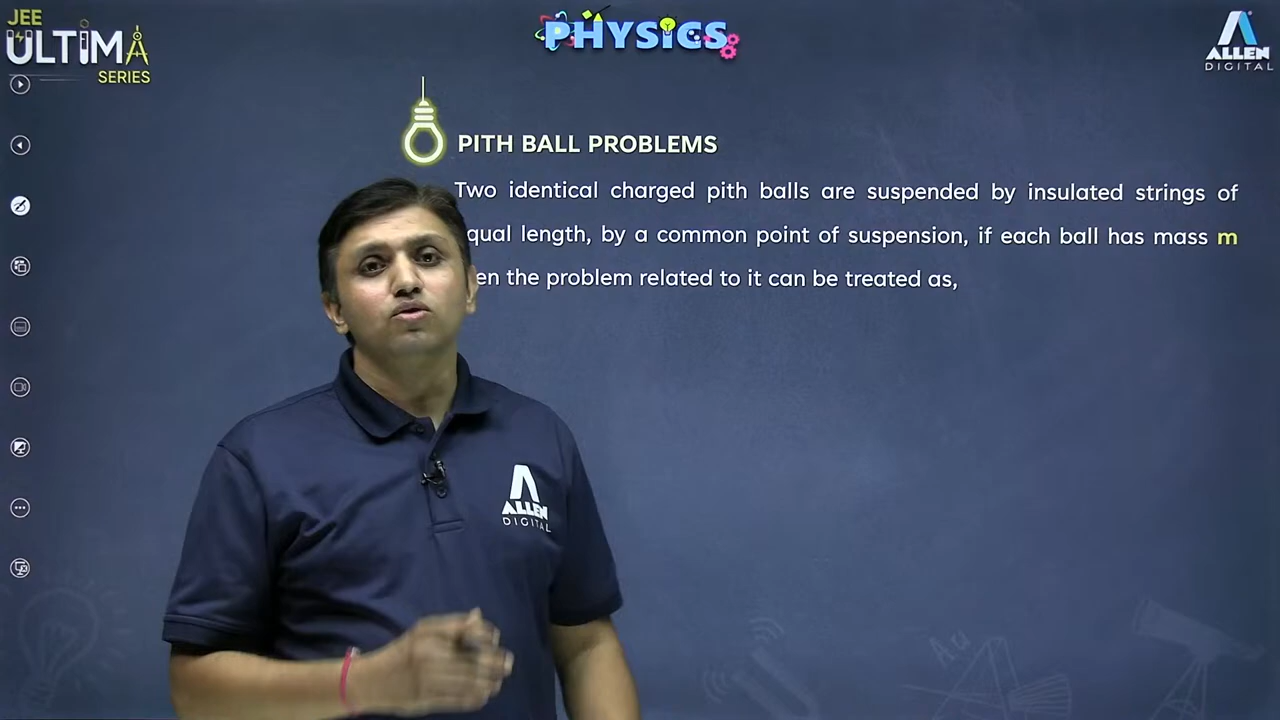 JEE
ULTIMA
SERIES
PHYSICS
ALLEN
DIGITAL
PITH BALL PROBLEMS
Two identical charged pith balls are suspended by insulated strings of
qual length, by a common point of suspension, if each ball has mass m
en the problem related to it can be treated as,
ALLEN
DIGITAL
Au